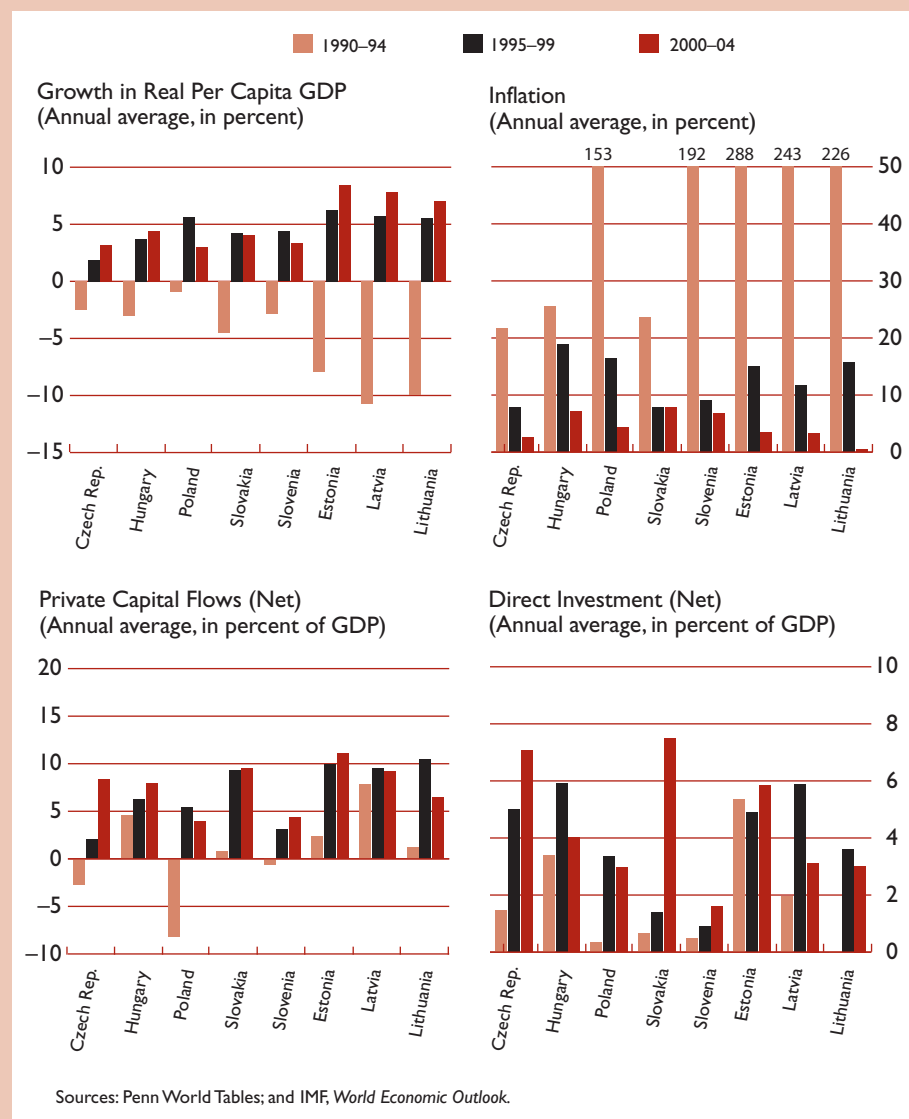 1990–94 1995–99 2000–04
Growth in Real Per Capita GDP
(Annual average, in percent)
10
5
0
–5
–10
–15
Czech Rep. Hungary Poland Slovakia Slovenia Estonia Latvia Lithuania
Inflation
(Annual average, in percent)
153 192 288 243 226
50
40
30
20
10
0
Czech Rep. Hungary Poland Slovakia Slovenia Estonia Latvia Lithuania
Private Capital Flows (Net)
(Annual average, in percent of GDP)
20
15
10
5
0
–5
–10
Czech Rep. Hungary Poland Slovakia Slovenia Estonia Latvia Lithuania
Direct Investment (Net)
(Annual average, in percent of GDP)
10
8
6
4
2
0
Czech Rep. Hungary Poland Slovakia Slovenia Estonia Latvia Lithuania
Sources: Penn World Tables; and IMF, World Economic Outlook.